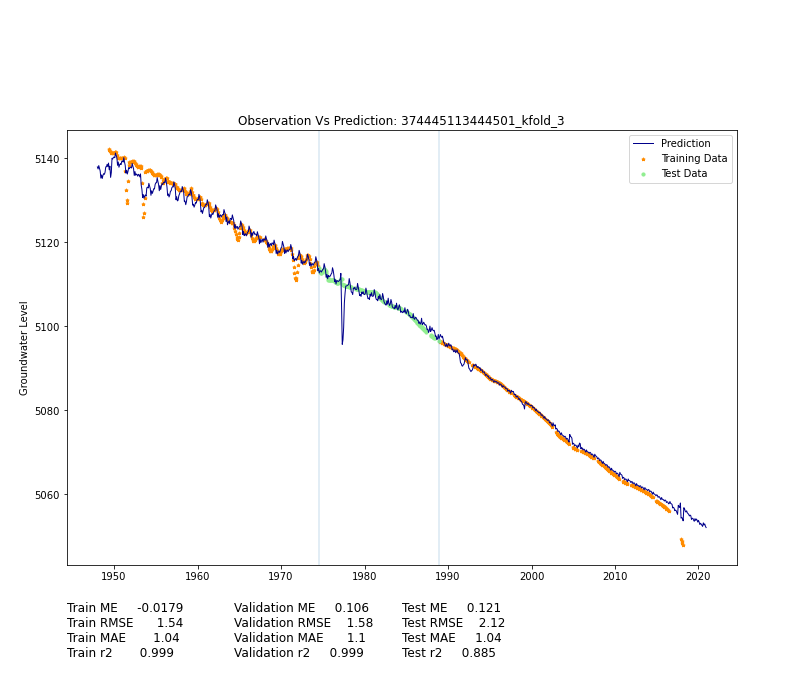 Observation Vs Prediction: 374445113444501_kfold_3
Prediction
Training Data
Test Data
Groundwater Level
5140
5120
5100
5080
5060
1950 1960 1970 1980 1990 2000 2010 2020
Train ME -0.0179 Validation ME 0.106 Test ME 0.121
Train RMSE 1.54 Validation RMSE 1.58 Test RMSE 2.12
Train MAE 1.04 Validation MAE 1.1 Test MAE 1.04
Train r2 0.999 Validation r2 0.999 Test r2 0.885